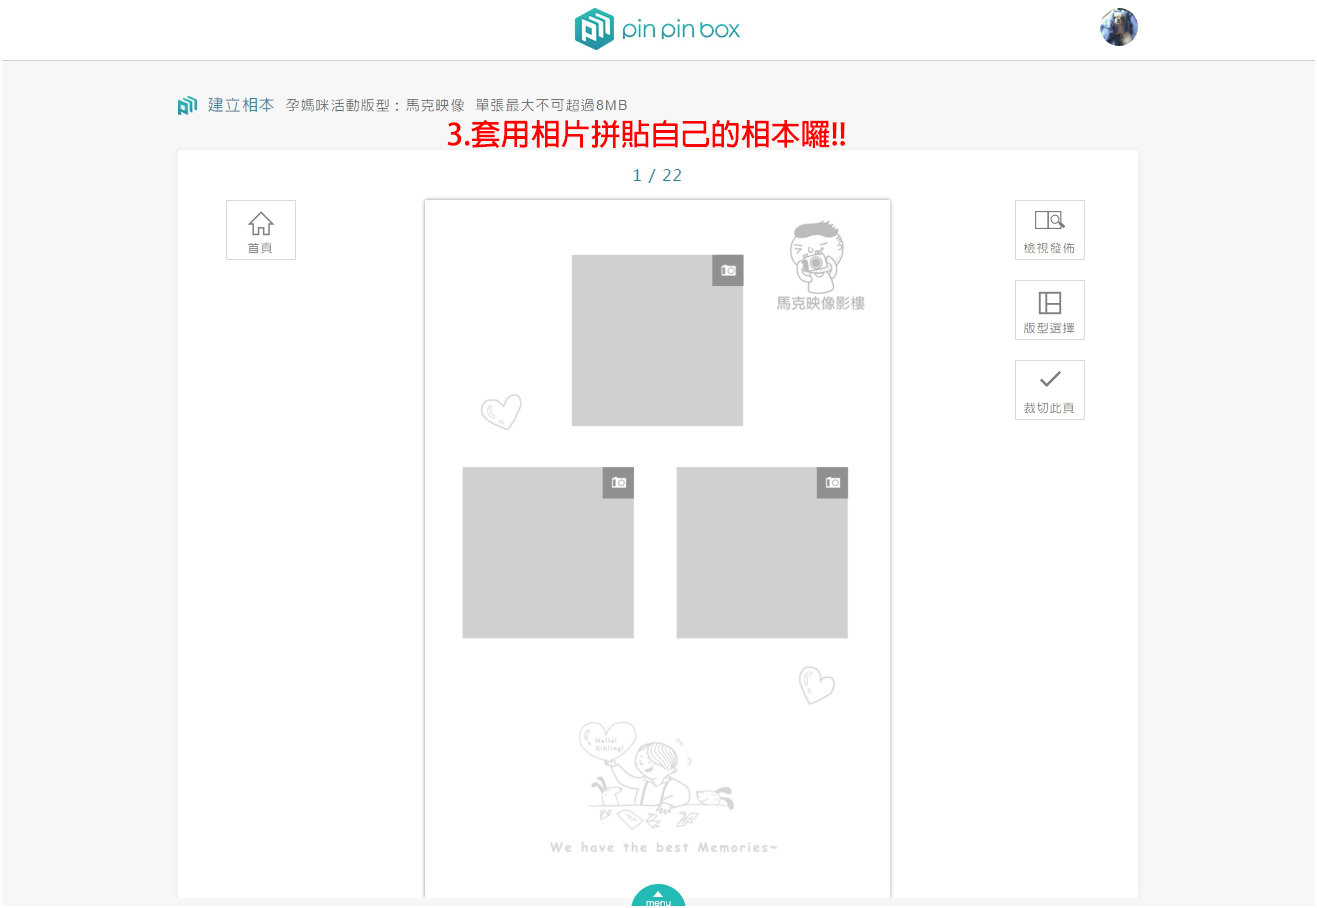 pin pin box
建立相本 孕媽咪活動版型：馬克映像 單張最大不可超過8MB
3.套用相片拼貼自己的相本囉!!
1 / 22
首頁
檢視發佈
馬克映像影樓
版型選擇
裁切此頁
Hello!
Sibling!
We have the best Memories~
menu